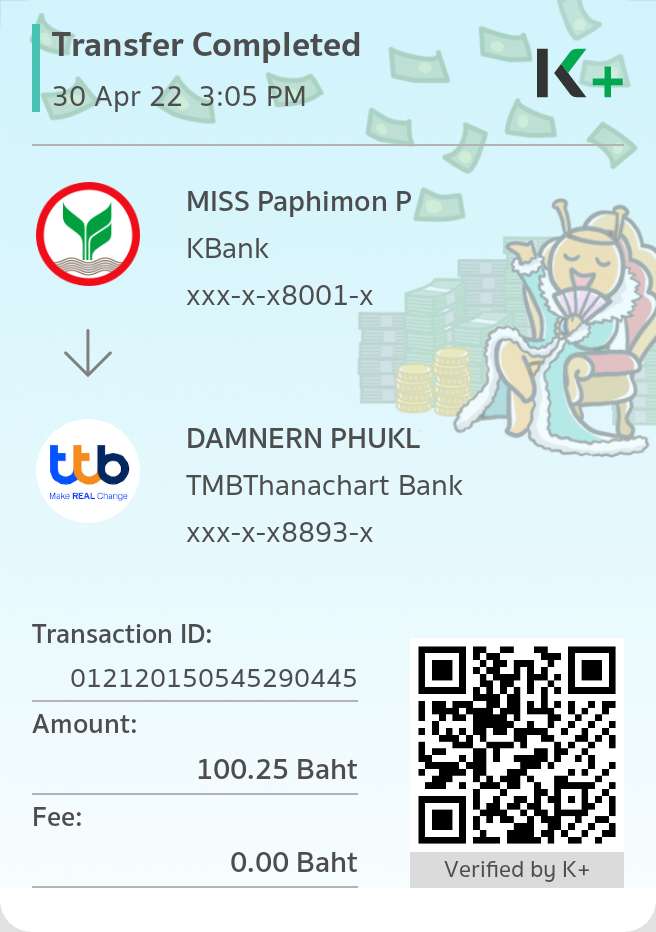 Transfer Completed
30 Apr 22 3:05 PM
K+
MISS Paphimon P
KBank
xxx-x-x8001-x
ttb
Make REAL Change
DAMNERN PHUKL
TMBThanachart Bank
xxx-x-x8893-x
Transaction ID:
012120150545290445
Amount:
100.25 Baht
Fee:
0.00 Baht
Verified by K+